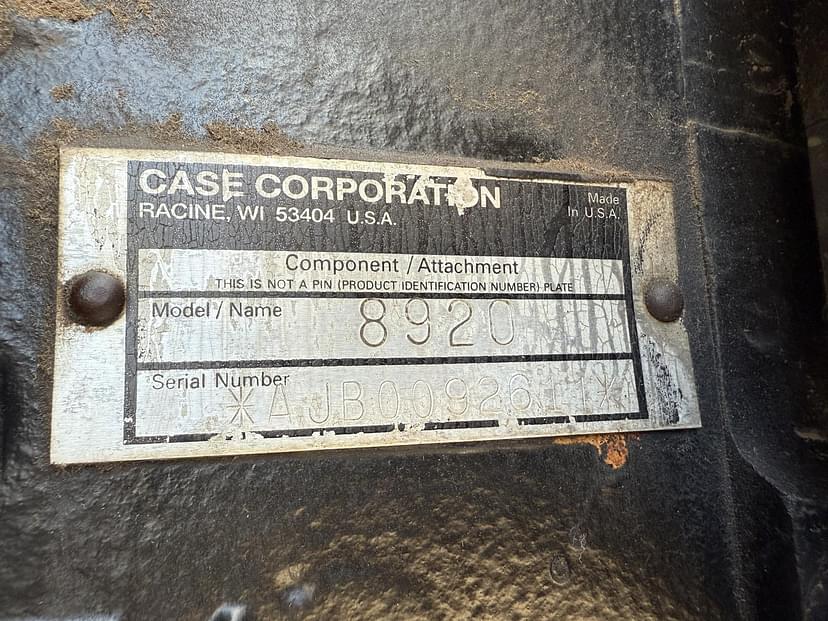 CASE CORPORATION
RACINE, WI 53404 U.S.A.
Made
In U.S.A.
Component / Attachment
THIS IS NOT A PIN (PRODUCT IDENTIFICATION NUMBER) PLATE
Model / Name 8920
Serial Number
*AJB0092611*